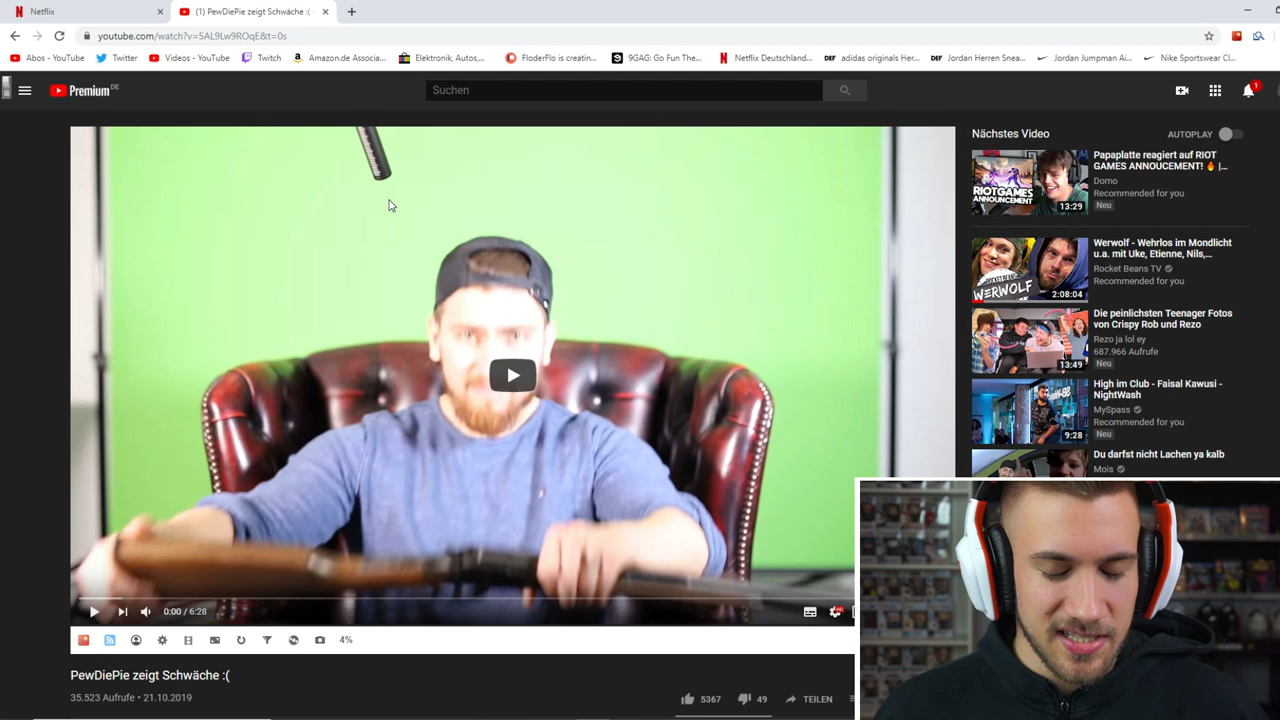 Netflix
(1) PewDiePie zeigt Schwäche :( -
youtube.com/watch?v=5AL9Lw9ROqE&t=0s
Abos - YouTube
Twitter
Videos - YouTube
Twitch
Amazon.de Associa...
Elektronik, Autos,...
FloderFlo is creatin...
9GAG: Go Fun The...
Netflix Deutschland...
adidas originals Her...
Jordan Herren Snea...
Jordan Jumpman Ai...
Nike Sportswear Cl...
Premium DE
Suchen
1
Nächstes Video
AUTOPLAY
RIOTGAMES
ANNOUNCEMENT
13:29
Papaplatte reagiert auf RIOT
GAMES ANNOUCEMENT! 🔥 |...
Domo
Recommended for you
Neu
WERWOLF
2:08:04
Werwolf - Wehrlos im Mondlicht
u.a. mit Uke, Etienne, Nils,...
Rocket Beans TV
Recommended for you
13:49
Die peinlichsten Teenager Fotos
von Crispy Rob und Rezo
Rezo ja lol ey
687.966 Aufrufe
Neu
9:28
High im Club - Faisal Kawusi -
NightWash
MySpass
Recommended for you
Neu
Du darfst nicht Lachen ya kalb
Mois
0:00 / 6:28
HD
4%
PewDiePie zeigt Schwäche :(
35.523 Aufrufe • 21.10.2019
5367
49
TEILEN